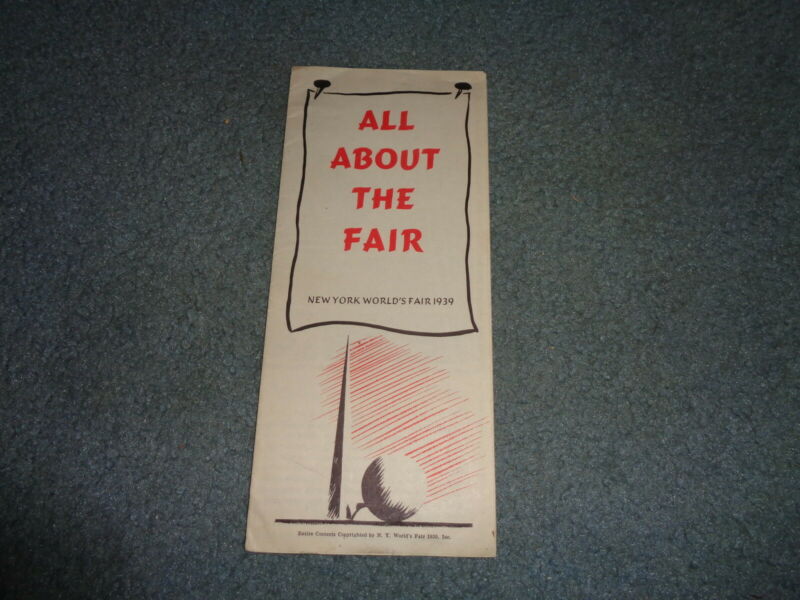 ALL
ABOUT
THE
FAIR
NEW YORK WORLD'S FAIR 1939
Entire Contents Copyrighted by N. Y. World's Fair 1939, Inc.